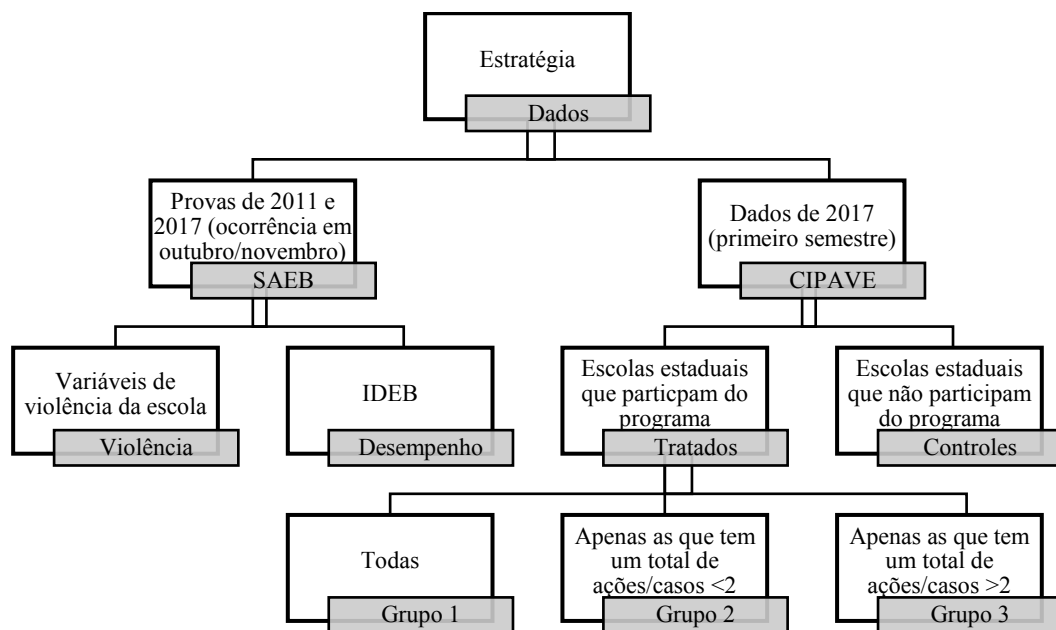 Estratégia
Dados
Provas de 2011 e
2017 (ocorrência em
outubro/novembro)
SAEB
Dados de 2017
(primeiro semestre)
CIPAVE
Variáveis de
violência da escola
Violência
IDEB
Desempenho
Escolas estaduais
que particpam do
programa
Tratados
Escolas estaduais
que não participam
do programa
Controles
Todas
Grupo 1
Apenas as que tem
um total de
ações/casos <2
Grupo 2
Apenas as que tem
um total de
ações/casos >2
Grupo 3